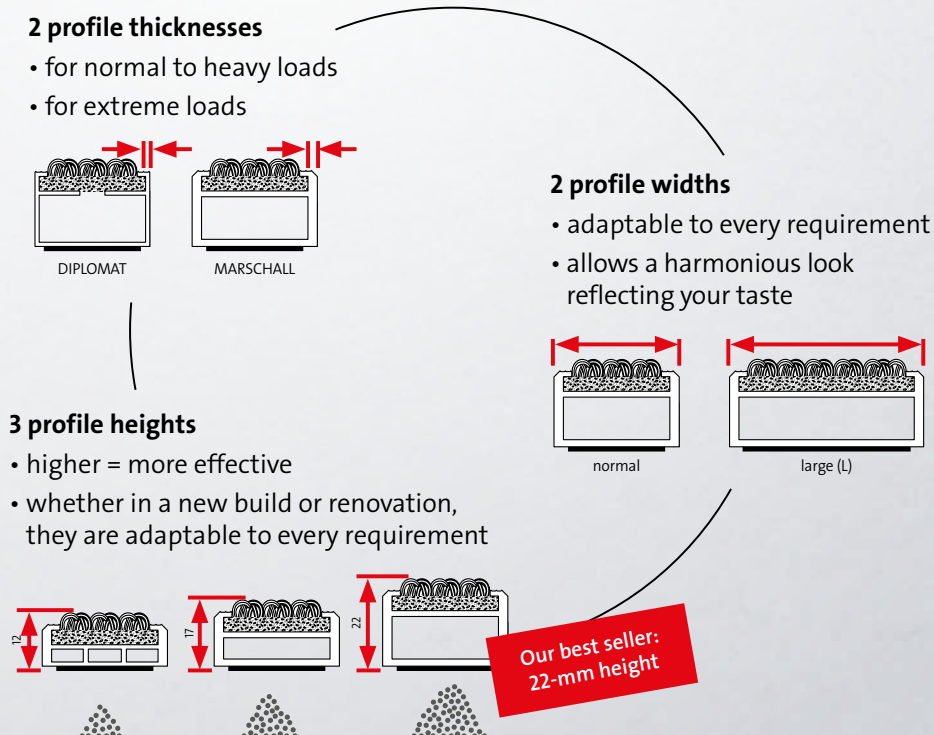 2 profile thicknesses
• for normal to heavy loads
• for extreme loads
DIPLOMAT
MARSCHALL
2 profile widths
• adaptable to every requirement
• allows a harmonious look
reflecting your taste
normal
large (L)
3 profile heights
• higher = more effective
• whether in a new build or renovation,
they are adaptable to every requirement
12
17
22
Our best seller:
22-mm height